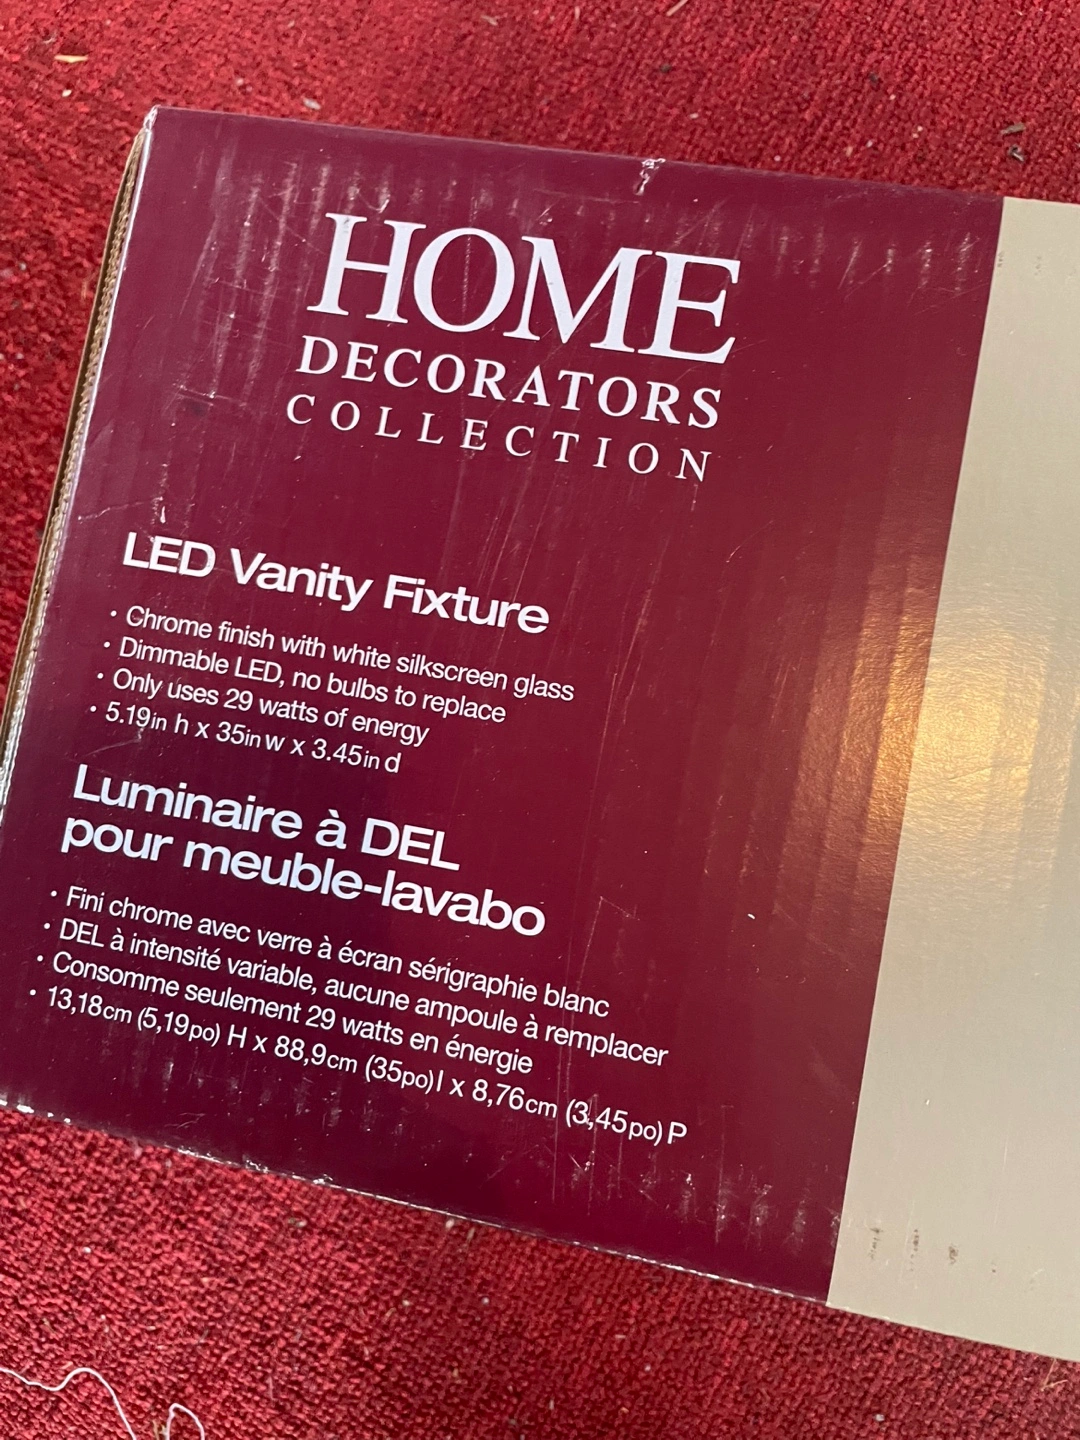 HOME
DECORATORS
COLLECTION
LED Vanity Fixture
• Chrome finish with white silkscreen glass
• Dimmable LED, no bulbs to replace
• Only uses 29 watts of energy
• 5.19in h x 35in w x 3.45in d
Luminaire à DEL
pour meuble-lavabo
• Fini chrome avec verre à écran sérigraphie blanc
• DEL à intensité variable, aucune ampoule à remplacer
• Consomme seulement 29 watts en énergie
• 13,18cm (5,19po) H x 88,9cm (35po) l x 8,76cm (3,45po) P